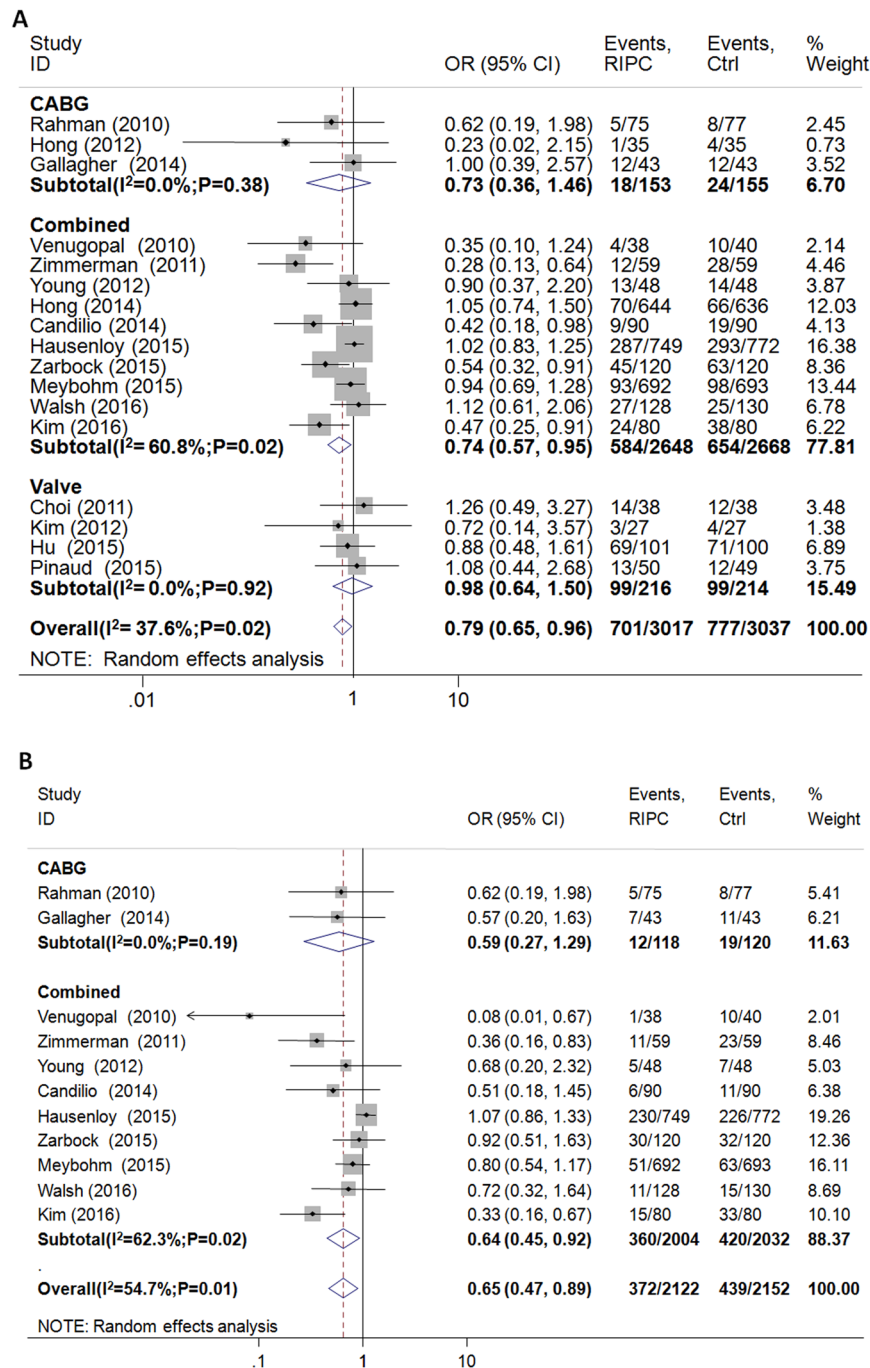 A
Study Events, Events, %
ID OR (95% CI) RIPC Ctrl Weight
CABG
Rahman (2010) 0.62 (0.19, 1.98) 5/75 8/77 2.45
Hong (2012) 0.23 (0.02, 2.15) 1/35 4/35 0.73
Gallagher (2014) 1.00 (0.39, 2.57) 12/43 12/43 3.52
Subtotal(I²=0.0%;P=0.38) 0.73 (0.36, 1.46) 18/153 24/155 6.70
Combined
Venugopal (2010) 0.35 (0.10, 1.24) 4/38 10/40 2.14
Zimmerman (2011) 0.28 (0.13, 0.64) 12/59 28/59 4.46
Young (2012) 0.90 (0.37, 2.20) 13/48 14/48 3.87
Hong (2014) 1.05 (0.74, 1.50) 70/644 66/636 12.03
Candilio (2014) 0.42 (0.18, 0.98) 9/90 19/90 4.13
Hausenloy (2015) 1.02 (0.83, 1.25) 287/749 293/772 16.38
Zarbock (2015) 0.54 (0.32, 0.91) 45/120 63/120 8.36
Meybohm (2015) 0.94 (0.69, 1.28) 93/692 98/693 13.44
Walsh (2016) 1.12 (0.61, 2.06) 27/128 25/130 6.78
Kim (2016) 0.47 (0.25, 0.91) 24/80 38/80 6.22
Subtotal(I²= 60.8%;P=0.02) 0.74 (0.57, 0.95) 584/2648 654/2668 77.81
Valve
Choi (2011) 1.26 (0.49, 3.27) 14/38 12/38 3.48
Kim (2012) 0.72 (0.14, 3.57) 3/27 4/27 1.38
Hu (2015) 0.88 (0.48, 1.61) 69/101 71/100 6.89
Pinaud (2015) 1.08 (0.44, 2.68) 13/50 12/49 3.75
Subtotal(I²= 0.0%;P=0.92) 0.98 (0.64, 1.50) 99/216 99/214 15.49
Overall(I²= 37.6%;P=0.02) 0.79 (0.65, 0.96) 701/3017 777/3037 100.00
NOTE: Random effects analysis
.01 1 10
B
Study Events, Events, %
ID OR (95% CI) RIPC Ctrl Weight
CABG
Rahman (2010) 0.62 (0.19, 1.98) 5/75 8/77 5.41
Gallagher (2014) 0.57 (0.20, 1.63) 7/43 11/43 6.21
Subtotal(I²=0.0%;P=0.19) 0.59 (0.27, 1.29) 12/118 19/120 11.63
Combined
Venugopal (2010) 0.08 (0.01, 0.67) 1/38 10/40 2.01
Zimmerman (2011) 0.36 (0.16, 0.83) 11/59 23/59 8.46
Young (2012) 0.68 (0.20, 2.32) 5/48 7/48 5.03
Candilio (2014) 0.51 (0.18, 1.45) 6/90 11/90 6.38
Hausenloy (2015) 1.07 (0.86, 1.33) 230/749 226/772 19.26
Zarbock (2015) 0.92 (0.51, 1.63) 30/120 32/120 12.36
Meybohm (2015) 0.80 (0.54, 1.17) 51/692 63/693 16.11
Walsh (2016) 0.72 (0.32, 1.64) 11/128 15/130 8.69
Kim (2016) 0.33 (0.16, 0.67) 15/80 33/80 10.10
Subtotal(I²=62.3%;P=0.02) 0.64 (0.45, 0.92) 360/2004 420/2032 88.37
.
Overall(I²=54.7%;P=0.01) 0.65 (0.47, 0.89) 372/2122 439/2152 100.00
NOTE: Random effects analysis
.1 1 10